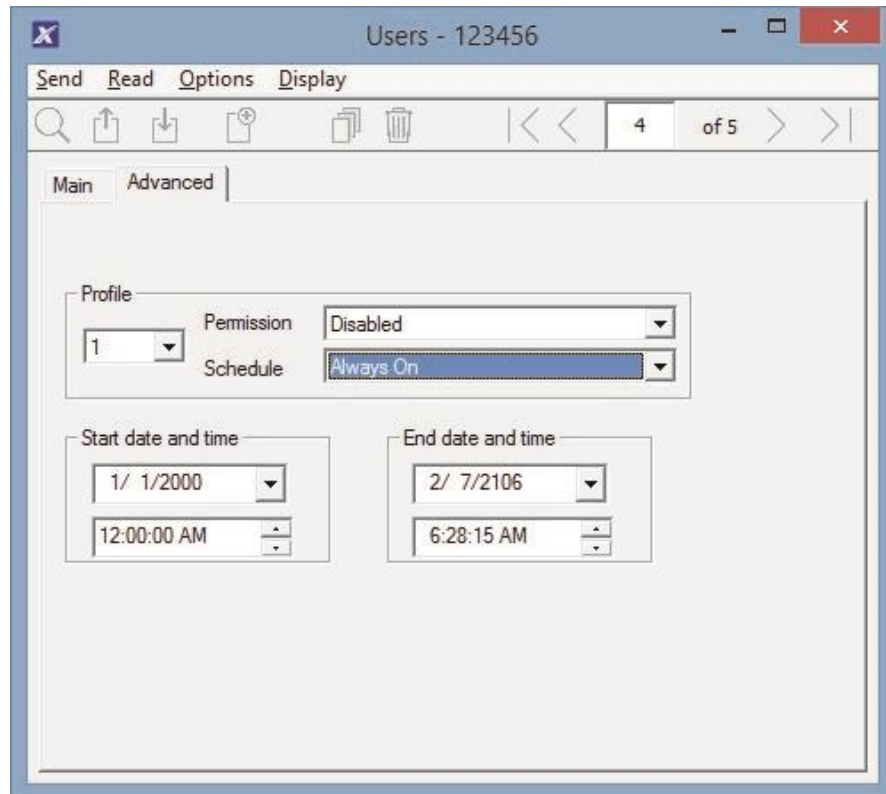 Users - 123456
Send Read Options Display
4 of 5
Main Advanced
Profile
1
Permission Disabled
Schedule Always On
Start date and time End date and time
1/ 1/2000 2/ 7/2106
12:00:00 AM 6:28:15 AM